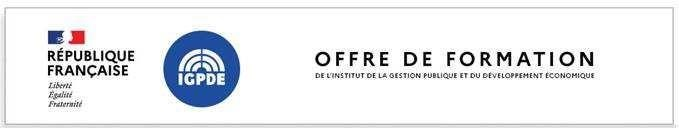 RÉPUBLIQUE
FRANÇAISE
Liberté
Égalité
Fraternité
IGPDE
OFFRE DE FORMATION
DE L'INSTITUT DE LA GESTION PUBLIQUE ET DU DÉVELOPPEMENT ÉCONOMIQUE